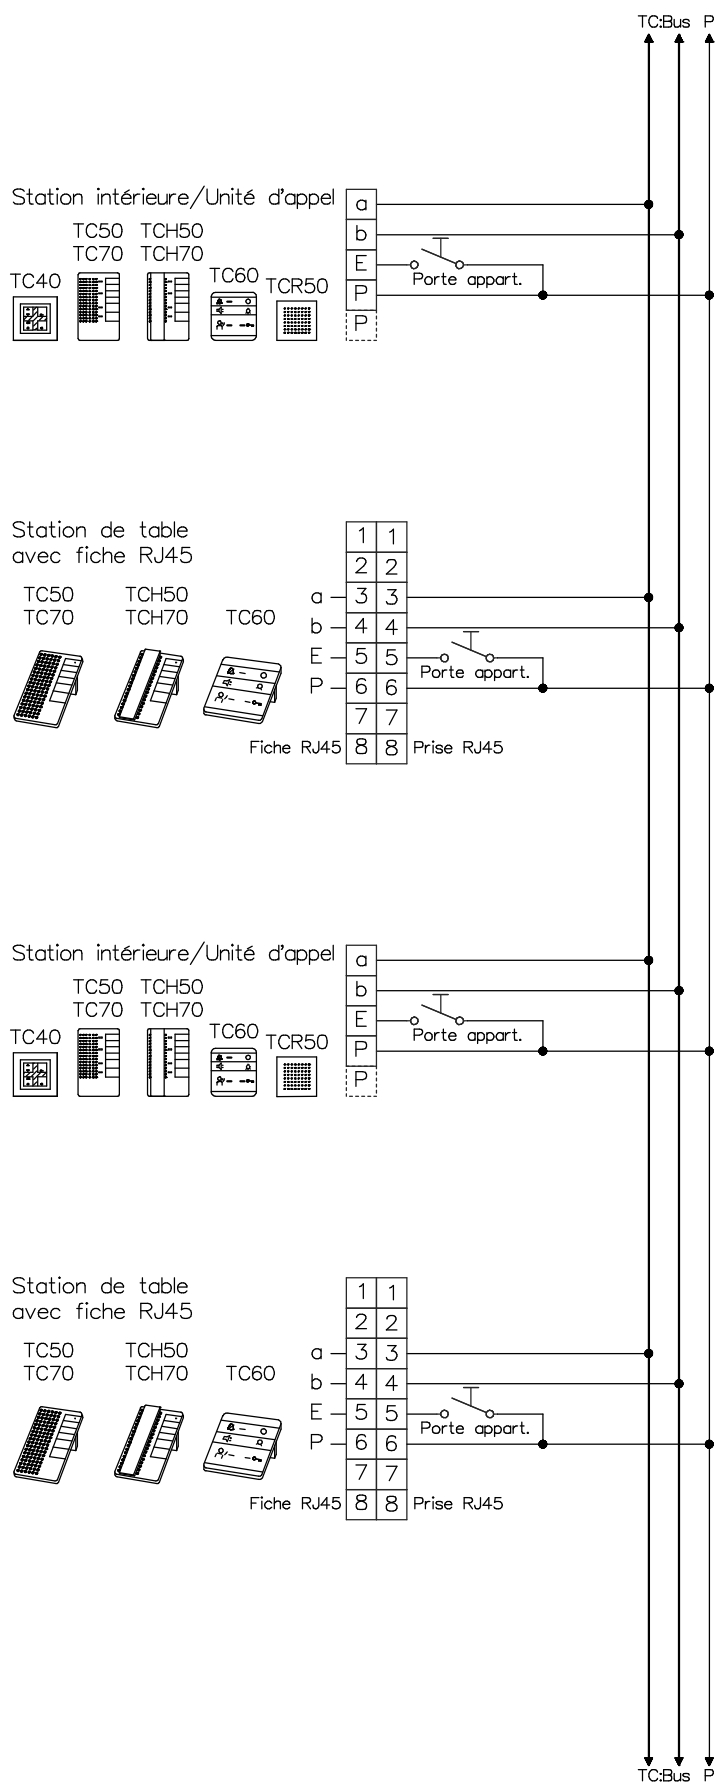 TC:Bus P
Station intérieure/Unité d'appel
a
b
E
P
P
TC50 TCH50
TC70 TCH70
TC40
TC60
TCR50
Porte appart.
Station de table
avec fiche RJ45
TC50 TCH50
TC70 TCH70 TC60
1 1
2 2
a 3 3
b 4 4
E 5 5
Porte appart.
P 6 6
7 7
Fiche RJ45 8 8 Prise RJ45
Station intérieure/Unité d'appel
a
b
E
P
P
TC50 TCH50
TC70 TCH70
TC40
TC60
TCR50
Porte appart.
Station de table
avec fiche RJ45
TC50 TCH50
TC70 TCH70 TC60
1 1
2 2
a 3 3
b 4 4
E 5 5
Porte appart.
P 6 6
7 7
Fiche RJ45 8 8 Prise RJ45
TC:Bus P